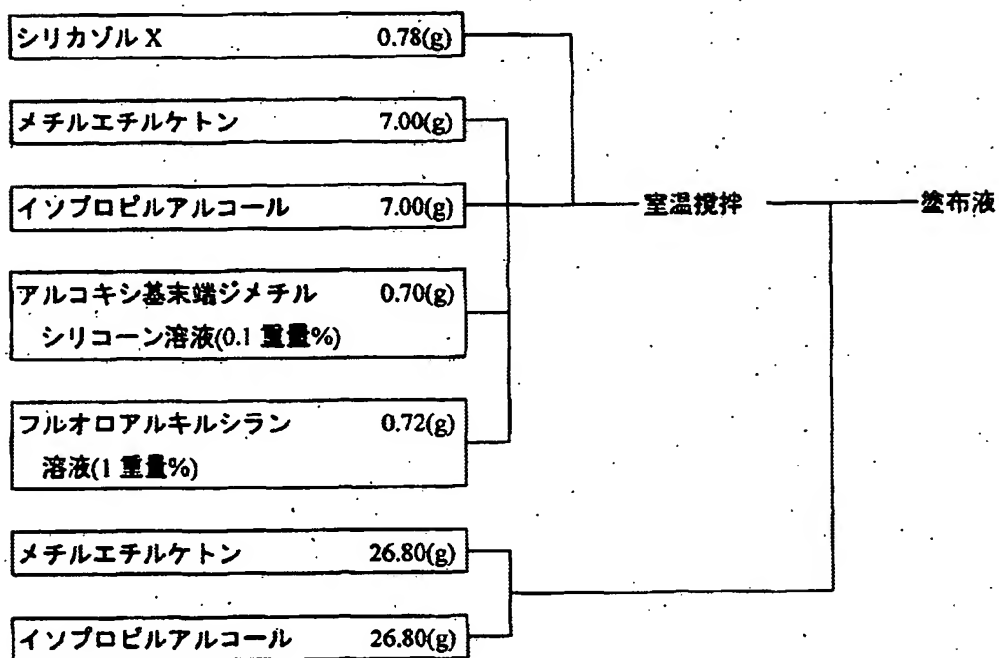 シリカゾル X 0.78(g)
メチルエチルケトン 7.00(g)
イソプロピルアルコール 7.00(g)
室温撹拌
塗布液
アルコキシ基末端ジメチル 0.70(g)
シリコーン溶液(0.1 重量%)
フルオロアルキルシラン 0.72(g)
溶液(1 重量%)
メチルエチルケトン 26.80(g)
イソプロピルアルコール 26.80(g)